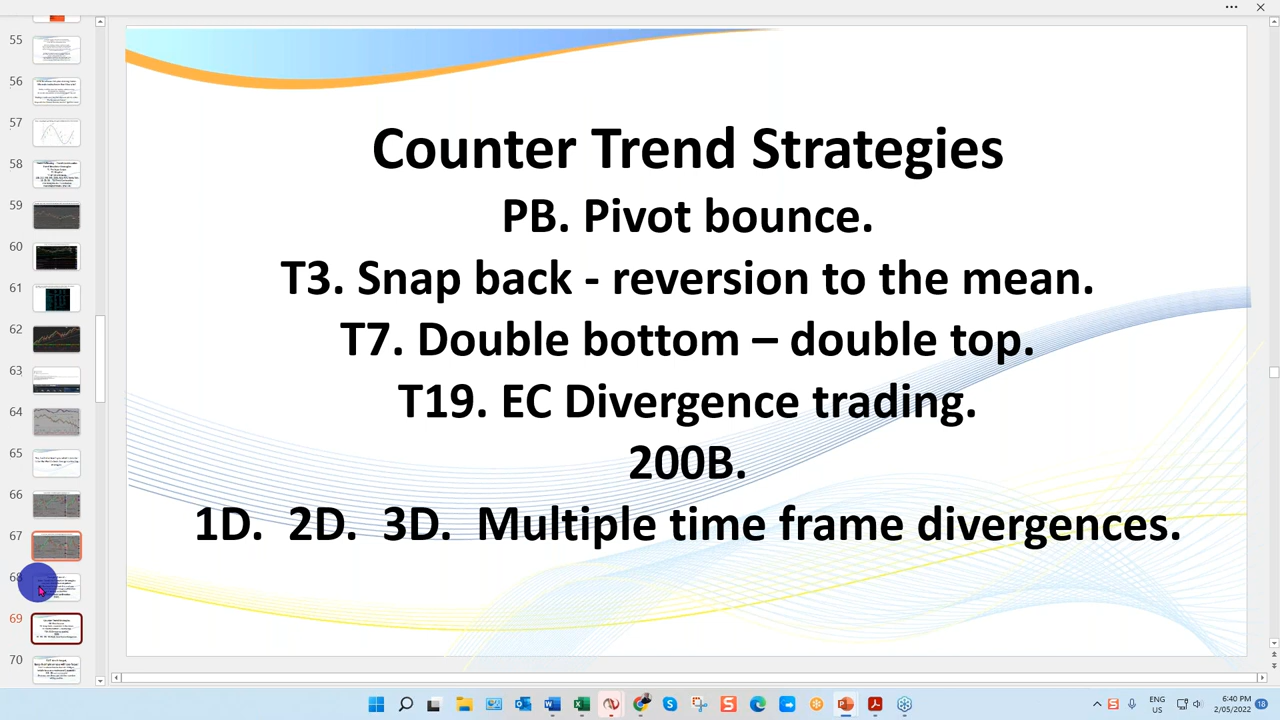 Counter Trend Strategies
PB. Pivot bounce.
T3. Snap back - reversion to the mean.
T7. Double bottom – double top.
T19. EC Divergence trading.
200B.
1D. 2D. 3D. Multiple time frame divergences.
55
56
57
58
59
60
61
62
63
64
65
66
67
69
70
ENG
US
6:40 PM
2/05/2022
18